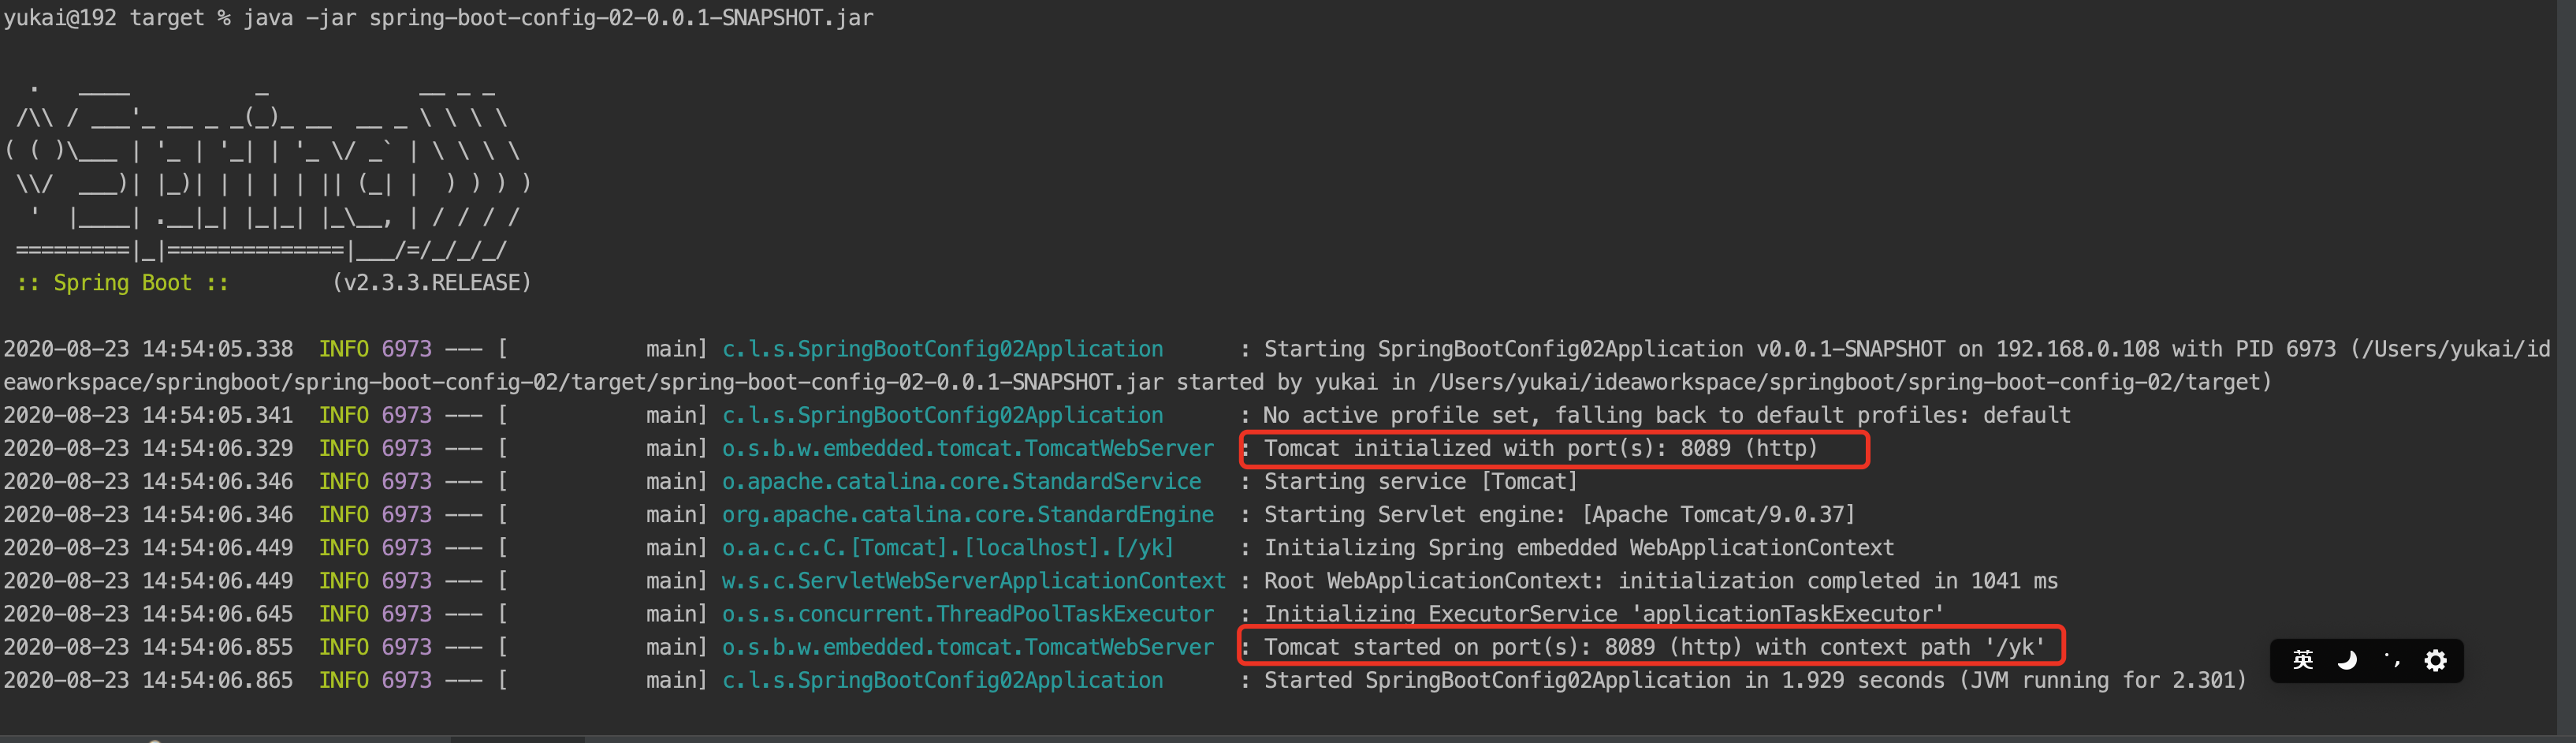 yukai@192 target % java -jar spring-boot-config-02-0.0.1-SNAPSHOT.jar
  .   ____          _            __ _ _
 /\\ / ___'_ __ _ _(_)_ __  __ _ \ \ \ \
( ( )\___ | '_ | '_| | '_ \/ _` | \ \ \ \
 \\/  ___)| |_)| | | | | || (_| |  ) ) ) )
  '  |____| .__|_| |_|_| |_\__, | / / / /
 =========|_|==============|___/=/_/_/_/
 :: Spring Boot ::        (v2.3.3.RELEASE)
2020-08-23 14:54:05.338  INFO 6973 --- [           main] c.l.s.SpringBootConfig02Application      : Starting SpringBootConfig02Application v0.0.1-SNAPSHOT on 192.168.0.108 with PID 6973 (/Users/yukai/id
eaworkspace/springboot/spring-boot-config-02/target/spring-boot-config-02-0.0.1-SNAPSHOT.jar started by yukai in /Users/yukai/ideaworkspace/springboot/spring-boot-config-02/target)
2020-08-23 14:54:05.341  INFO 6973 --- [           main] c.l.s.SpringBootConfig02Application      : No active profile set, falling back to default profiles: default
2020-08-23 14:54:06.329  INFO 6973 --- [           main] o.s.b.w.embedded.tomcat.TomcatWebServer  : Tomcat initialized with port(s): 8089 (http)
2020-08-23 14:54:06.346  INFO 6973 --- [           main] o.apache.catalina.core.StandardService   : Starting service [Tomcat]
2020-08-23 14:54:06.346  INFO 6973 --- [           main] org.apache.catalina.core.StandardEngine  : Starting Servlet engine: [Apache Tomcat/9.0.37]
2020-08-23 14:54:06.449  INFO 6973 --- [           main] o.a.c.c.C.[Tomcat].[localhost].[/yk]     : Initializing Spring embedded WebApplicationContext
2020-08-23 14:54:06.449  INFO 6973 --- [           main] w.s.c.ServletWebServerApplicationContext : Root WebApplicationContext: initialization completed in 1041 ms
2020-08-23 14:54:06.645  INFO 6973 --- [           main] o.s.s.concurrent.ThreadPoolTaskExecutor  : Initializing ExecutorService 'applicationTaskExecutor'
2020-08-23 14:54:06.855  INFO 6973 --- [           main] o.s.b.w.embedded.tomcat.TomcatWebServer  : Tomcat started on port(s): 8089 (http) with context path '/yk'
2020-08-23 14:54:06.865  INFO 6973 --- [           main] c.l.s.SpringBootConfig02Application      : Started SpringBootConfig02Application in 1.929 seconds (JVM running for 2.301)
英